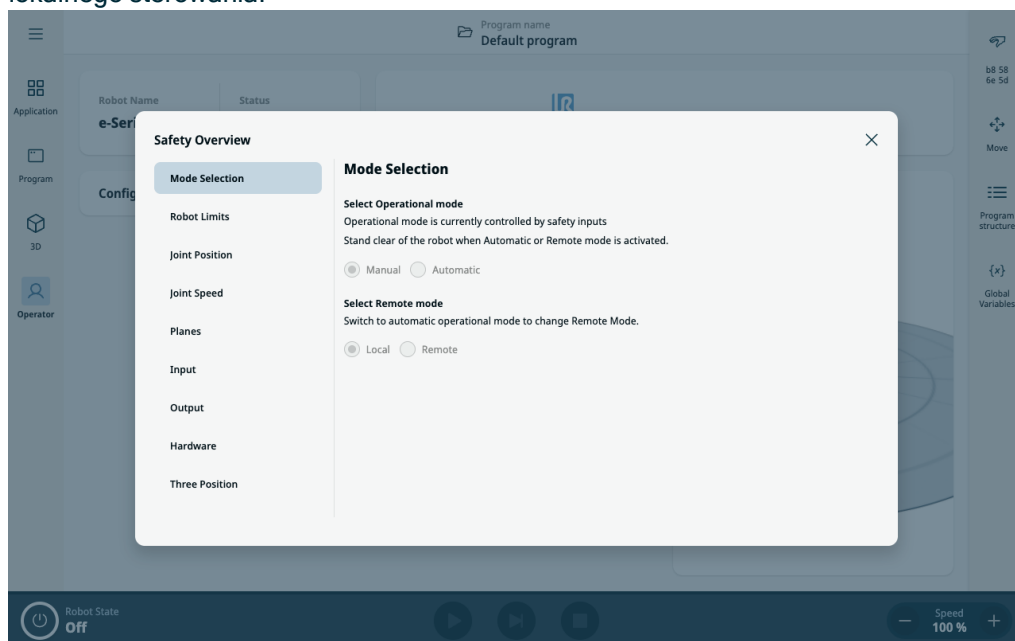 lokalnego sterowania.
Program name
Default program
b8 58
6e 5d
Application
Robot Name
Status
e-Seri
Move
Safety Overview
Mode Selection
Mode Selection
Program
Config
Select Operational mode
Robot Limits
Operational mode is currently controlled by safety inputs
Program
structure
Stand clear of the robot when Automatic or Remote mode is activated.
3D
Joint Position
Manual
Automatic
{x}
Joint Speed
Global
Variables
Select Remote mode
Operator
Switch to automatic operational mode to change Remote Mode.
Planes
Local
Remote
Input
Output
Hardware
Three Position
Robot State
Off
Speed
100 %